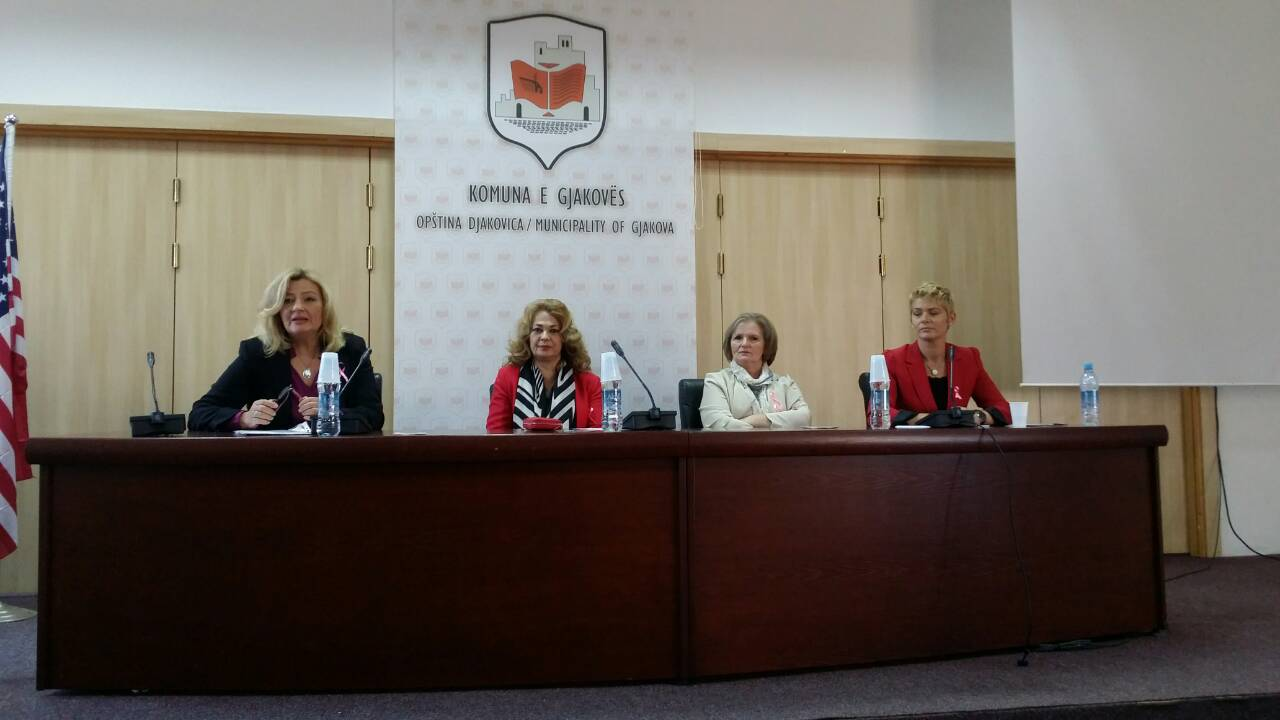 KOMUNA E GJAKOVËS
OPŠTINA DJAKOVICA / MUNICIPALITY OF GJAKOVA